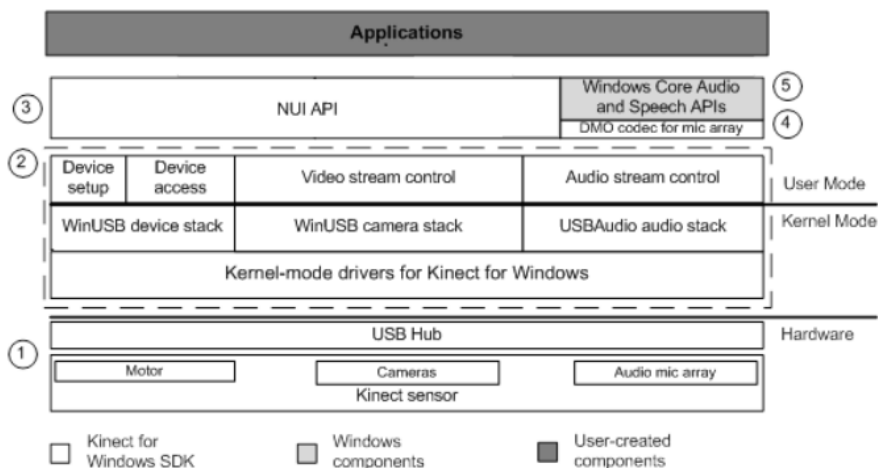 Applications
3
NUI API
Windows Core Audio
and Speech APIs
5
DMO codec for mic array
4
2
Device
setup
Device
access
Video stream control
Audio stream control
User Mode
WinUSB device stack
WinUSB camera stack
USBAudio audio stack
Kernel Mode
Kernel-mode drivers for Kinect for Windows
USB Hub
Hardware
1
Motor
Cameras
Audio mic array
Kinect sensor
Kinect for
Windows SDK
Windows
components
User-created
components